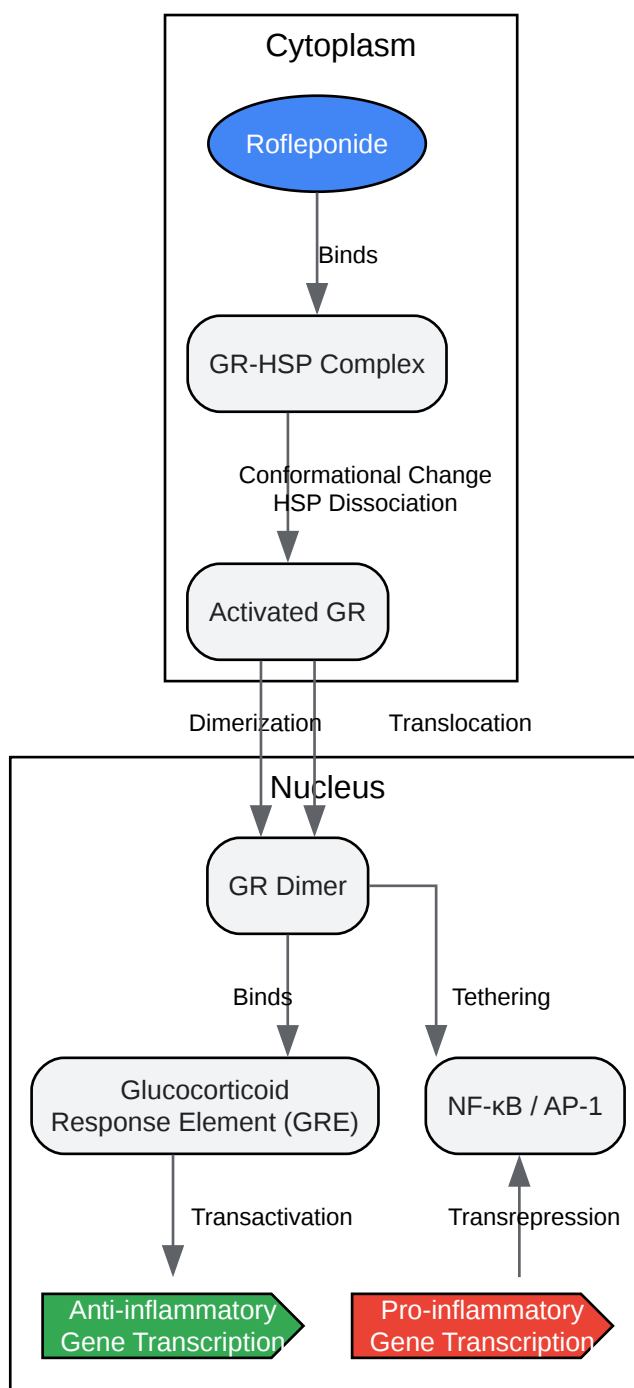 Cytoplasm
Rofleponide
Binds
GR-HSP Complex
Conformational Change
HSP Dissociation
Activated GR
Dimerization
Translocation
Nucleus
GR Dimer
Binds
Tethering
Glucocorticoid
Response Element (GRE)
NF-κB / AP-1
Transactivation
Transrepression
Anti-inflammatory
Gene Transcription
Pro-inflammatory
Gene Transcription